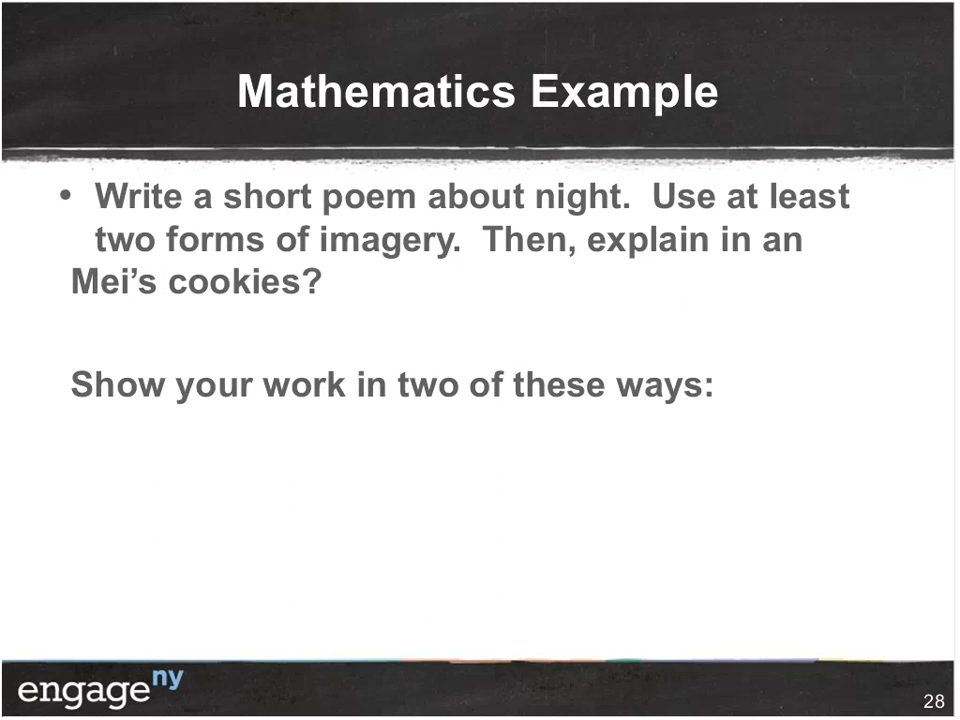 Mathematics Example
• Write a short poem about night.  Use at least
two forms of imagery.  Then, explain in an
Mei’s cookies?
Show your work in two of these ways:
engageny
28